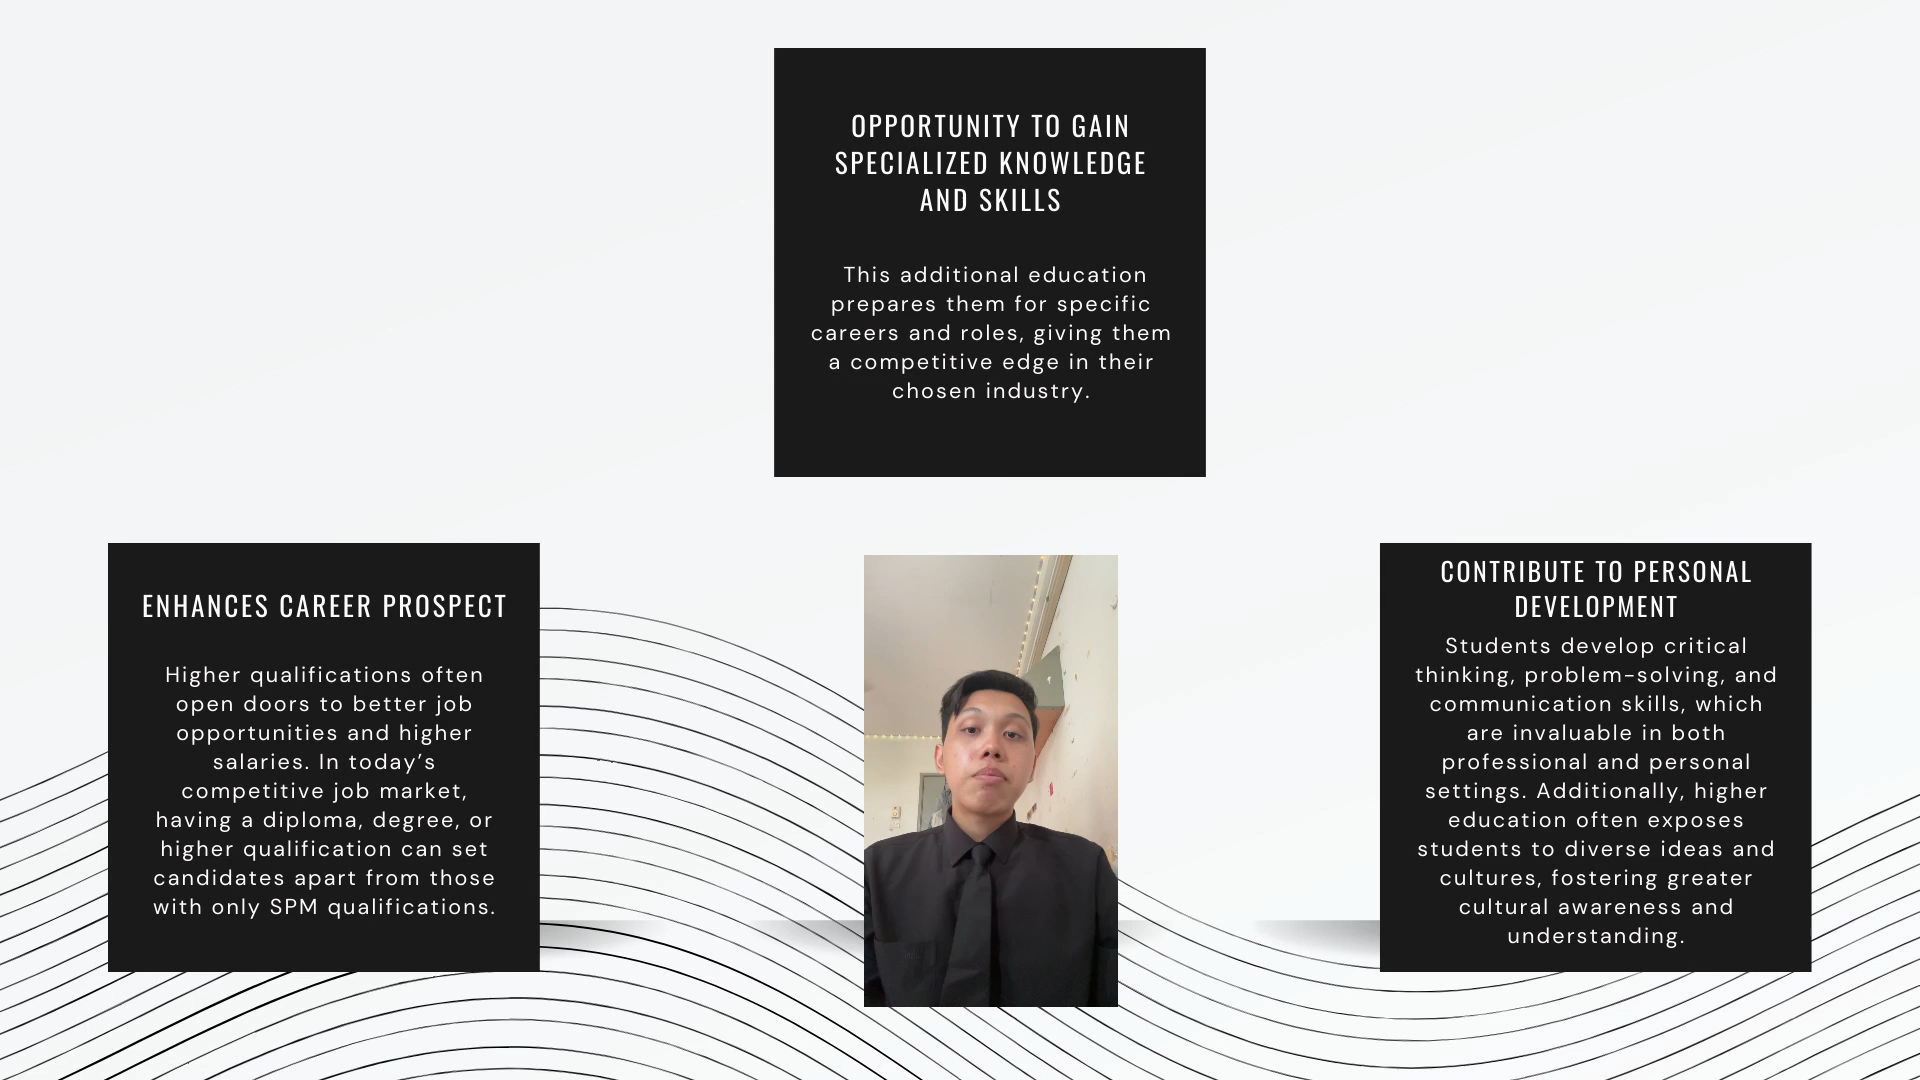 OPPORTUNITY TO GAIN
SPECIALIZED KNOWLEDGE
AND SKILLS
This additional education
prepares them for specific
careers and roles, giving them
a competitive edge in their
chosen industry.
ENHANCES CAREER PROSPECT
Higher qualifications often
open doors to better job
opportunities and higher
salaries. In today’s
competitive job market,
having a diploma, degree, or
higher qualification can set
candidates apart from those
with only SPM qualifications.
CONTRIBUTE TO PERSONAL
DEVELOPMENT
Students develop critical
thinking, problem-solving, and
communication skills, which
are invaluable in both
professional and personal
settings. Additionally, higher
education often exposes
students to diverse ideas and
cultures, fostering greater
cultural awareness and
understanding.